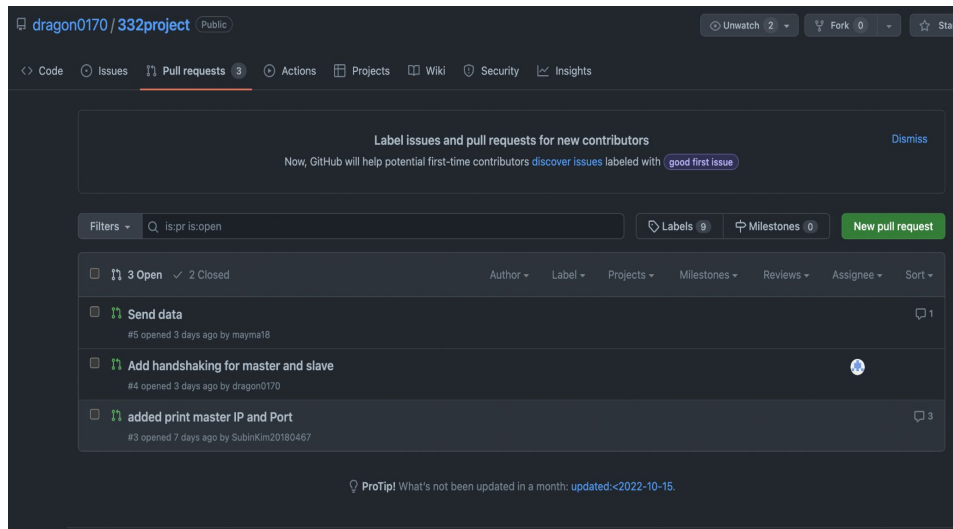 dragon0170 / 332project Public
Unwatch 2 Fork 0
Code Issues Pull requests 3 Actions Projects Wiki Security Insights
Label issues and pull requests for new contributors
Dismiss
Now, GitHub will help potential first-time contributors discover issues labeled with good first issue
Filters is:pr is:open Labels 9 Milestones 0 New pull request
3 Open 2 Closed Author Label Projects Milestones Reviews Assignee Sort
Send data 1
#5 opened 3 days ago by mayma18
Add handshaking for master and slave
#4 opened 3 days ago by dragon0170
added print master IP and Port 3
#3 opened 7 days ago by SubinKim20180467
ProTip! What's not been updated in a month: updated:<2022-10-15.